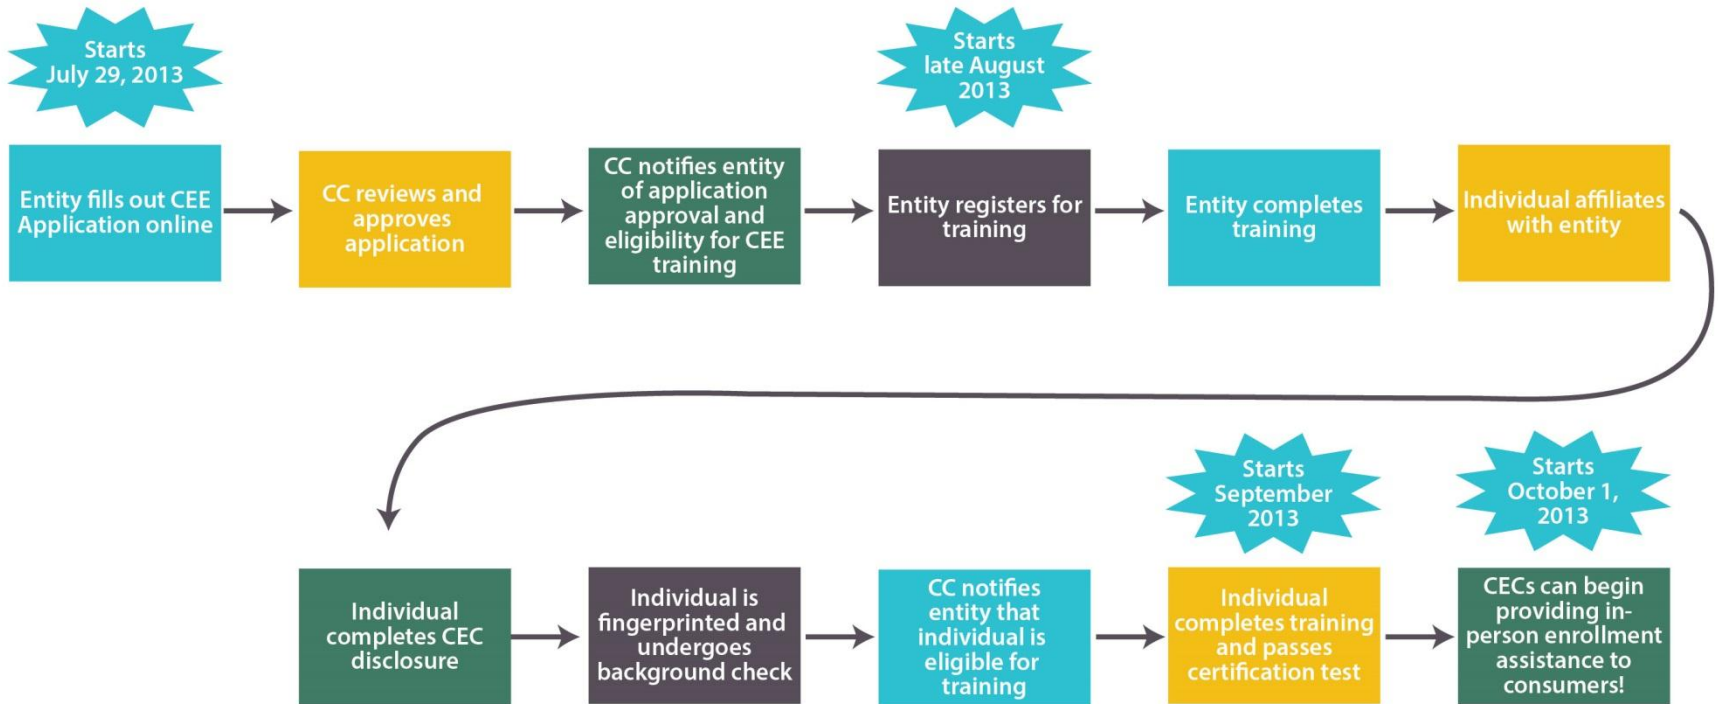 Starts
July 29, 2013
Starts
late August
2013
Entity fills out CEE
Application online
CC reviews and
approves
application
CC notifies entity
of application
approval and
eligibility for CEE
training
Entity registers for
training
Entity completes
training
Individual affiliates
with entity
Starts
September
2013
Starts
October 1,
2013
Individual
completes CEC
disclosure
Individual is
fingerprinted and
undergoes
background check
CC notifies
entity that
individual is
eligible for
training
Individual
completes training
and passes
certification test
CECs can begin
providing in-
person enrollment
assistance to
consumers!